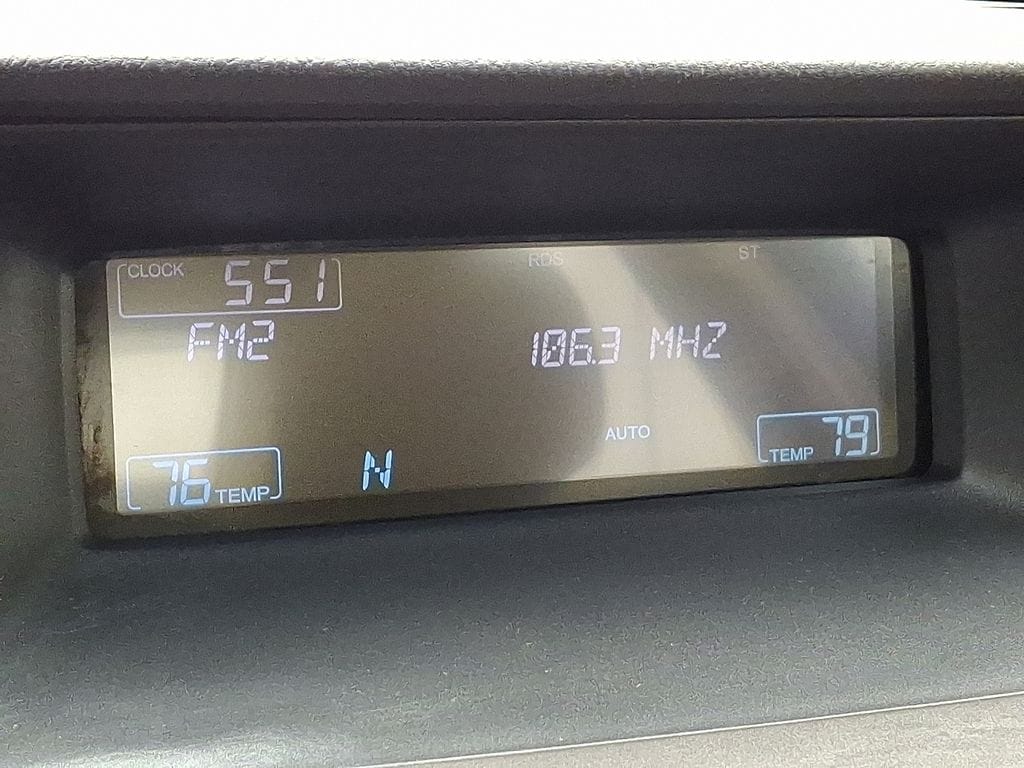 CLOCK 551 RDS ST
FM2 106.3 MHZ
AUTO
76 TEMP N TEMP 79